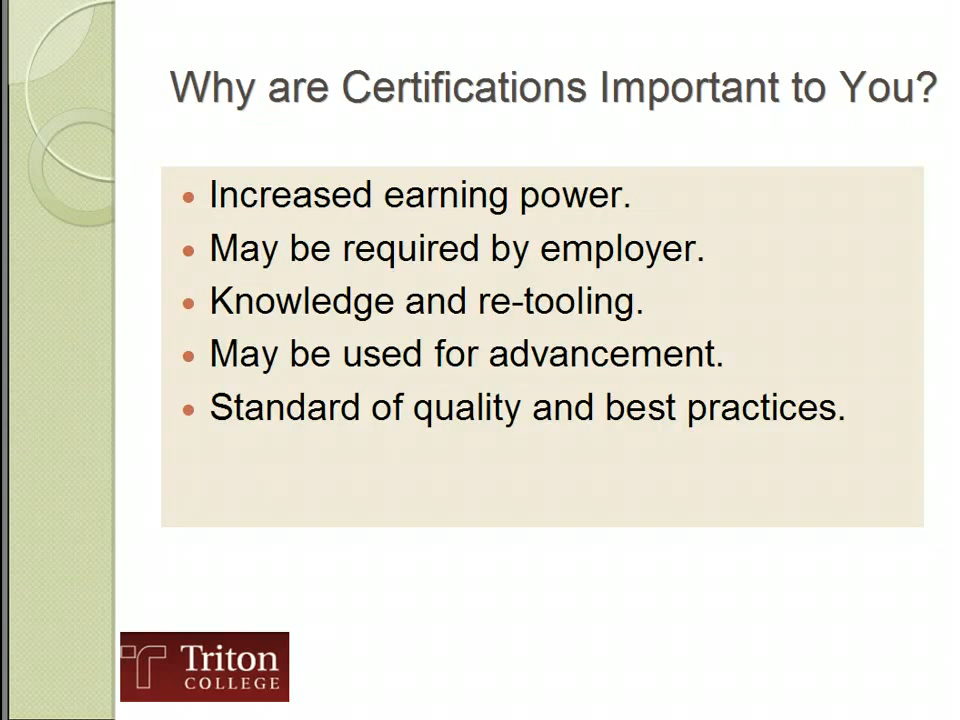 Why are Certifications Important to You?
• Increased earning power.
• May be required by employer.
• Knowledge and re-tooling.
• May be used for advancement.
• Standard of quality and best practices.
Triton
COLLEGE